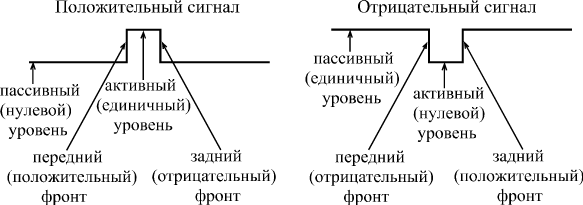 Положительный сигнал
пассивный
(нулевой)
уровень
активный
(единичный)
уровень
передний
(положительный)
фронт
задний
(отрицательный)
фронт
Отрицательный сигнал
пассивный
(единичный)
уровень
активный
(нулевой)
уровень
передний
(отрицательный)
фронт
задний
(положительный)
фронт